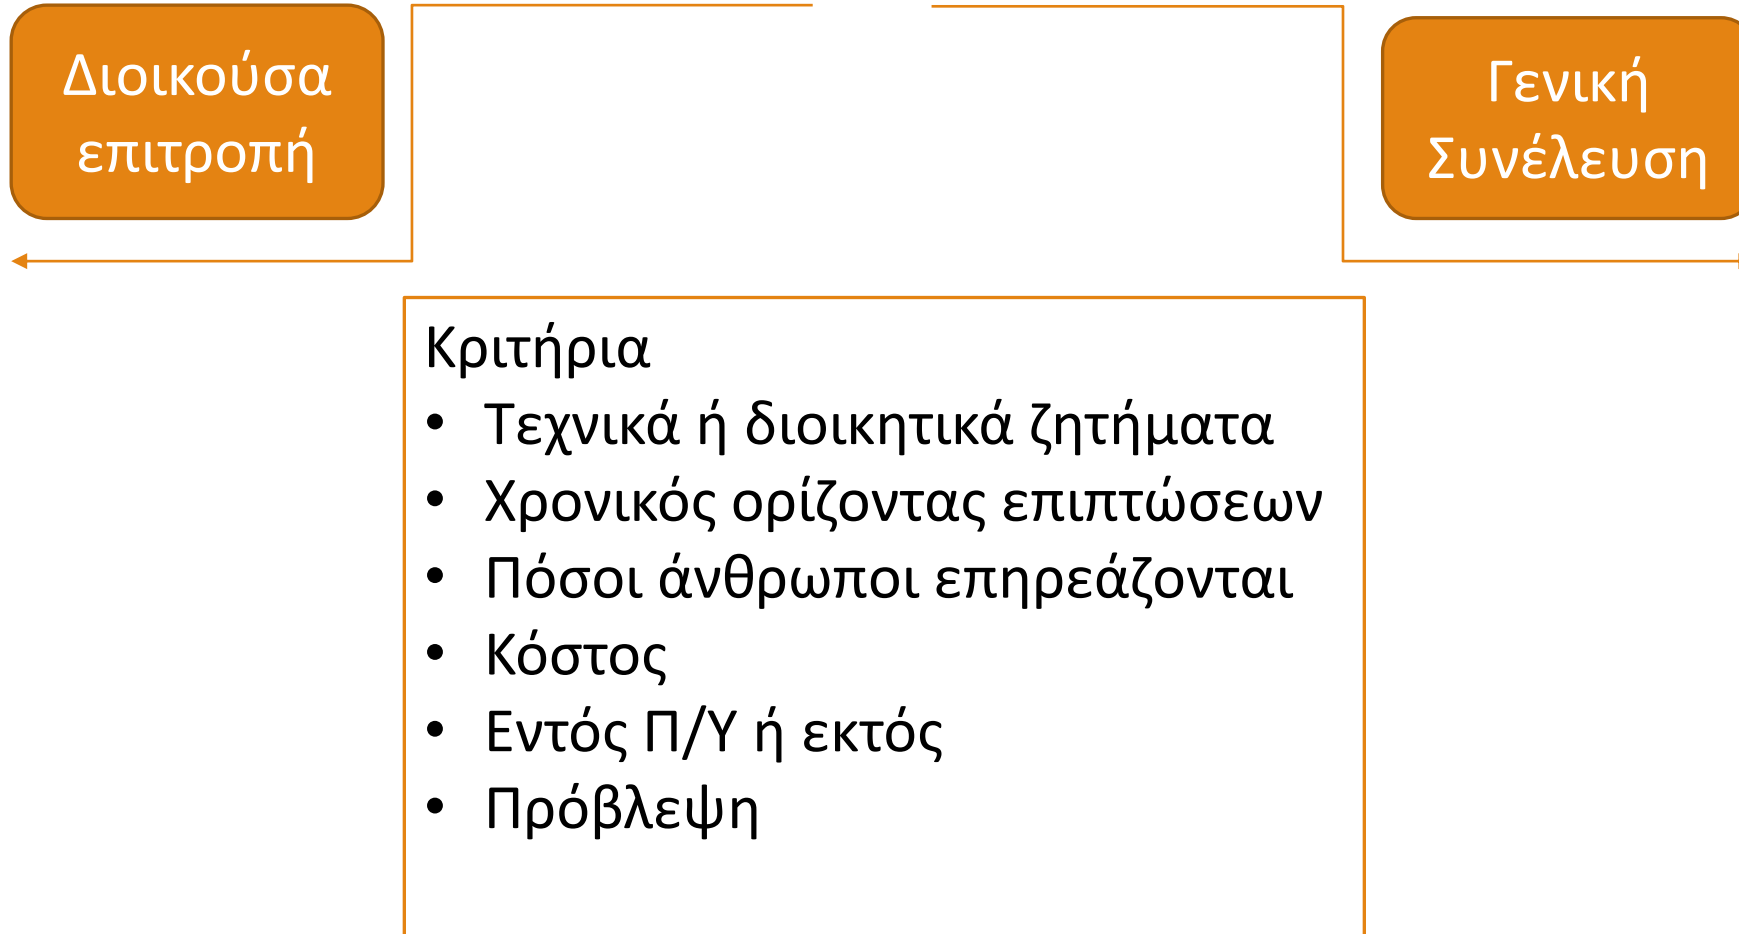 Διοικούσα
επιτροπή
Γενική
Συνέλευση
Κριτήρια
• Τεχνικά ή διοικητικά ζητήματα
• Χρονικός ορίζοντας επιπτώσεων
• Πόσοι άνθρωποι επηρεάζονται
• Κόστος
• Εντός Π/Υ ή εκτός
• Πρόβλεψη